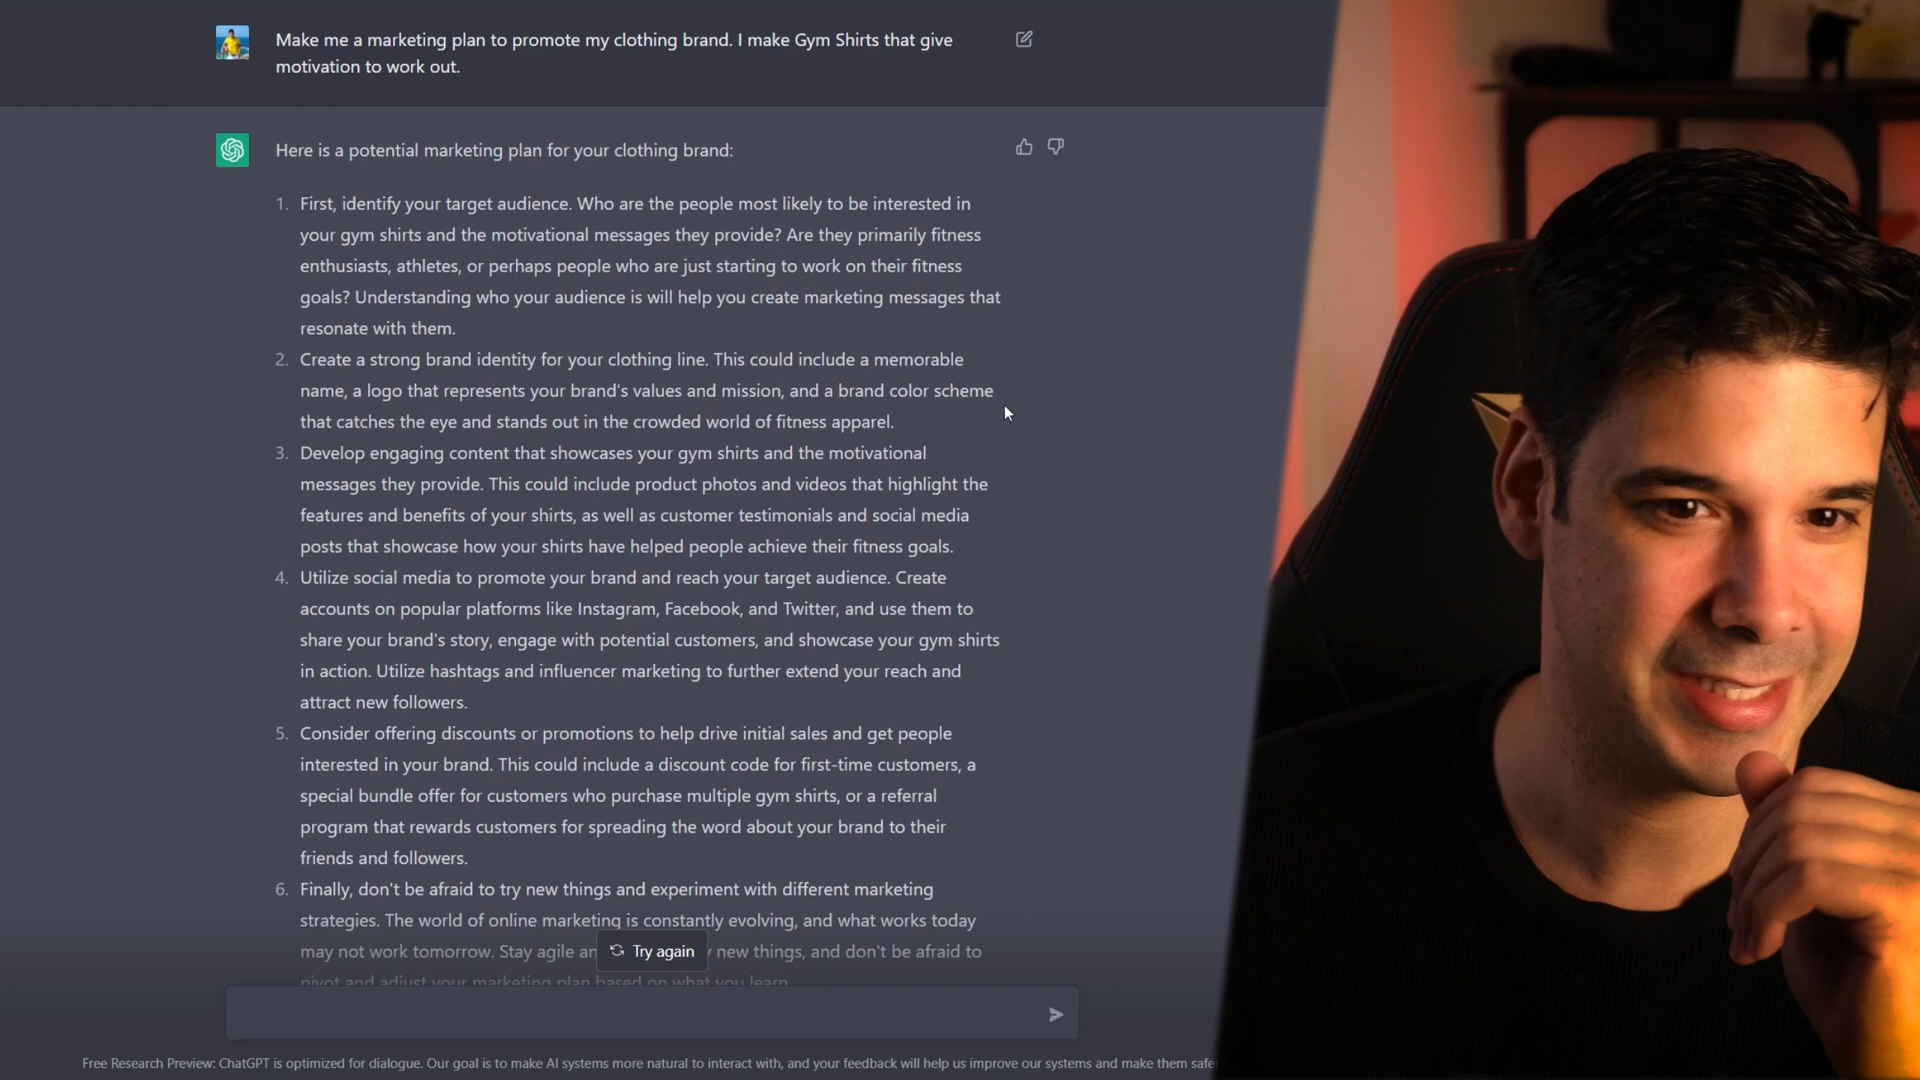 Make me a marketing plan to promote my clothing brand. I make Gym Shirts that give
motivation to work out.
Here is a potential marketing plan for your clothing brand:
1. First, identify your target audience. Who are the people most likely to be interested in
your gym shirts and the motivational messages they provide? Are they primarily fitness
enthusiasts, athletes, or perhaps people who are just starting to work on their fitness
goals? Understanding who your audience is will help you create marketing messages that
resonate with them.
2. Create a strong brand identity for your clothing line. This could include a memorable
name, a logo that represents your brand's values and mission, and a brand color scheme
that catches the eye and stands out in the crowded world of fitness apparel.
3. Develop engaging content that showcases your gym shirts and the motivational
messages they provide. This could include product photos and videos that highlight the
features and benefits of your shirts, as well as customer testimonials and social media
posts that showcase how your shirts have helped people achieve their fitness goals.
4. Utilize social media to promote your brand and reach your target audience. Create
accounts on popular platforms like Instagram, Facebook, and Twitter, and use them to
share your brand's story, engage with potential customers, and showcase your gym shirts
in action. Utilize hashtags and influencer marketing to further extend your reach and
attract new followers.
5. Consider offering discounts or promotions to help drive initial sales and get people
interested in your brand. This could include a discount code for first-time customers, a
special bundle offer for customers who purchase multiple gym shirts, or a referral
program that rewards customers for spreading the word about your brand to their
friends and followers.
6. Finally, don't be afraid to try new things and experiment with different marketing
strategies. The world of online marketing is constantly evolving, and what works today
may not work tomorrow. Stay agile new things, and don't be afraid to
pivot and adjust your marketing plan based on what you learn.
Try again
Free Research Preview: ChatGPT is optimized for dialogue. Our goal is to make AI systems more natural to interact with, and your feedback will help us improve our systems and make them safe